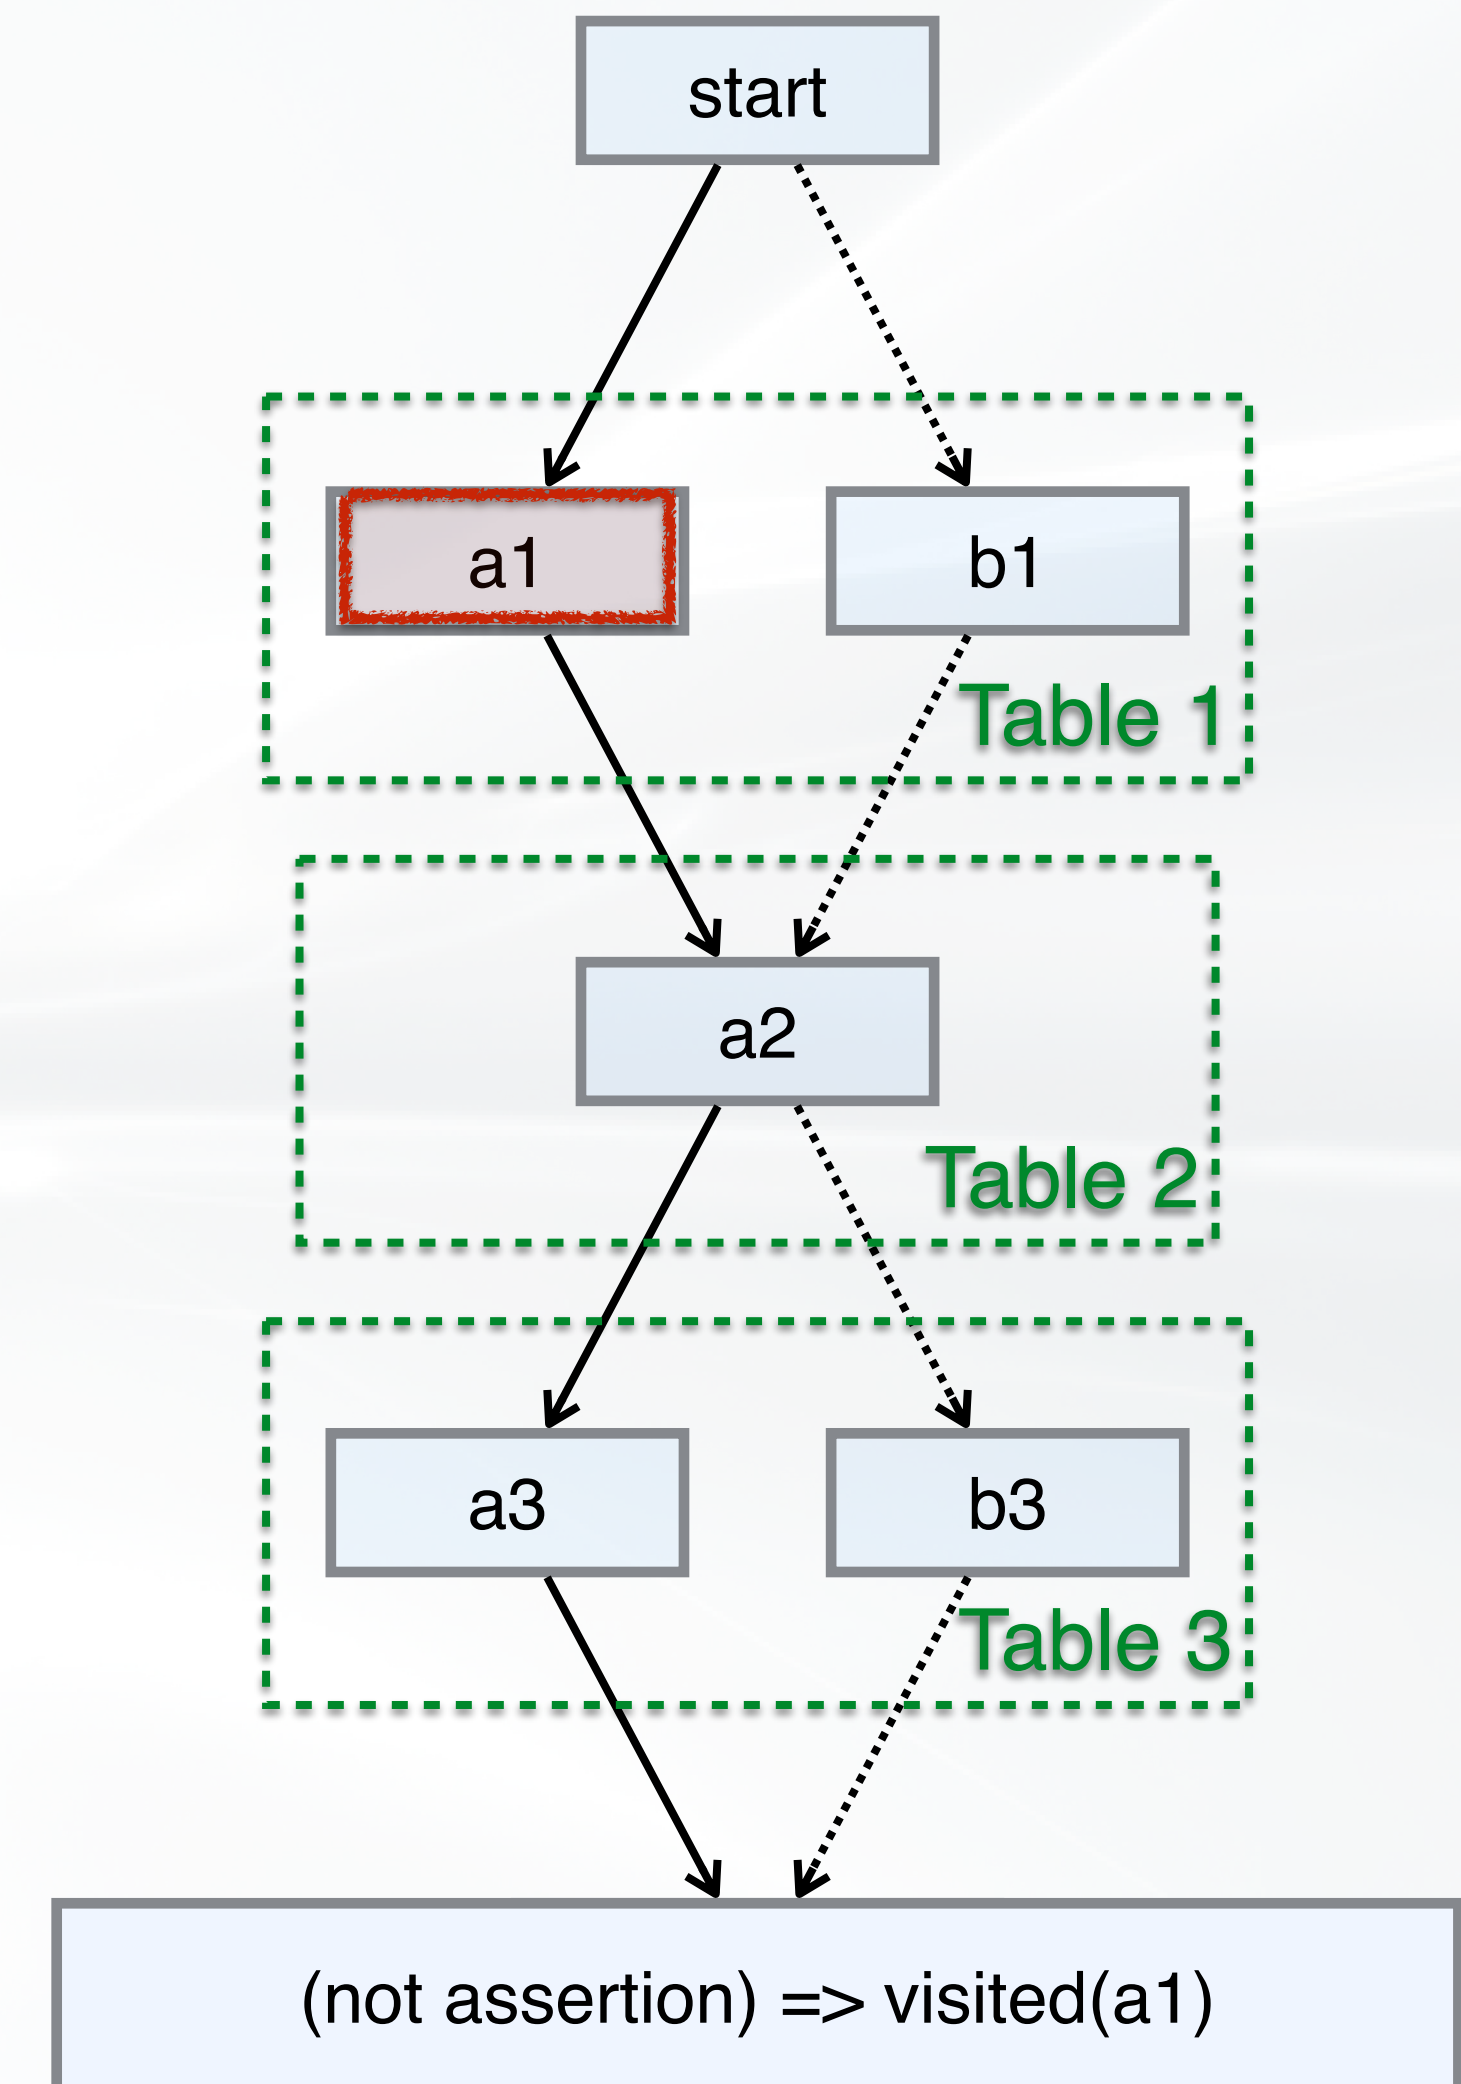 start
a1
b1
Table 1
a2
Table 2
a3
b3
Table 3
(not assertion) => visited(a1)